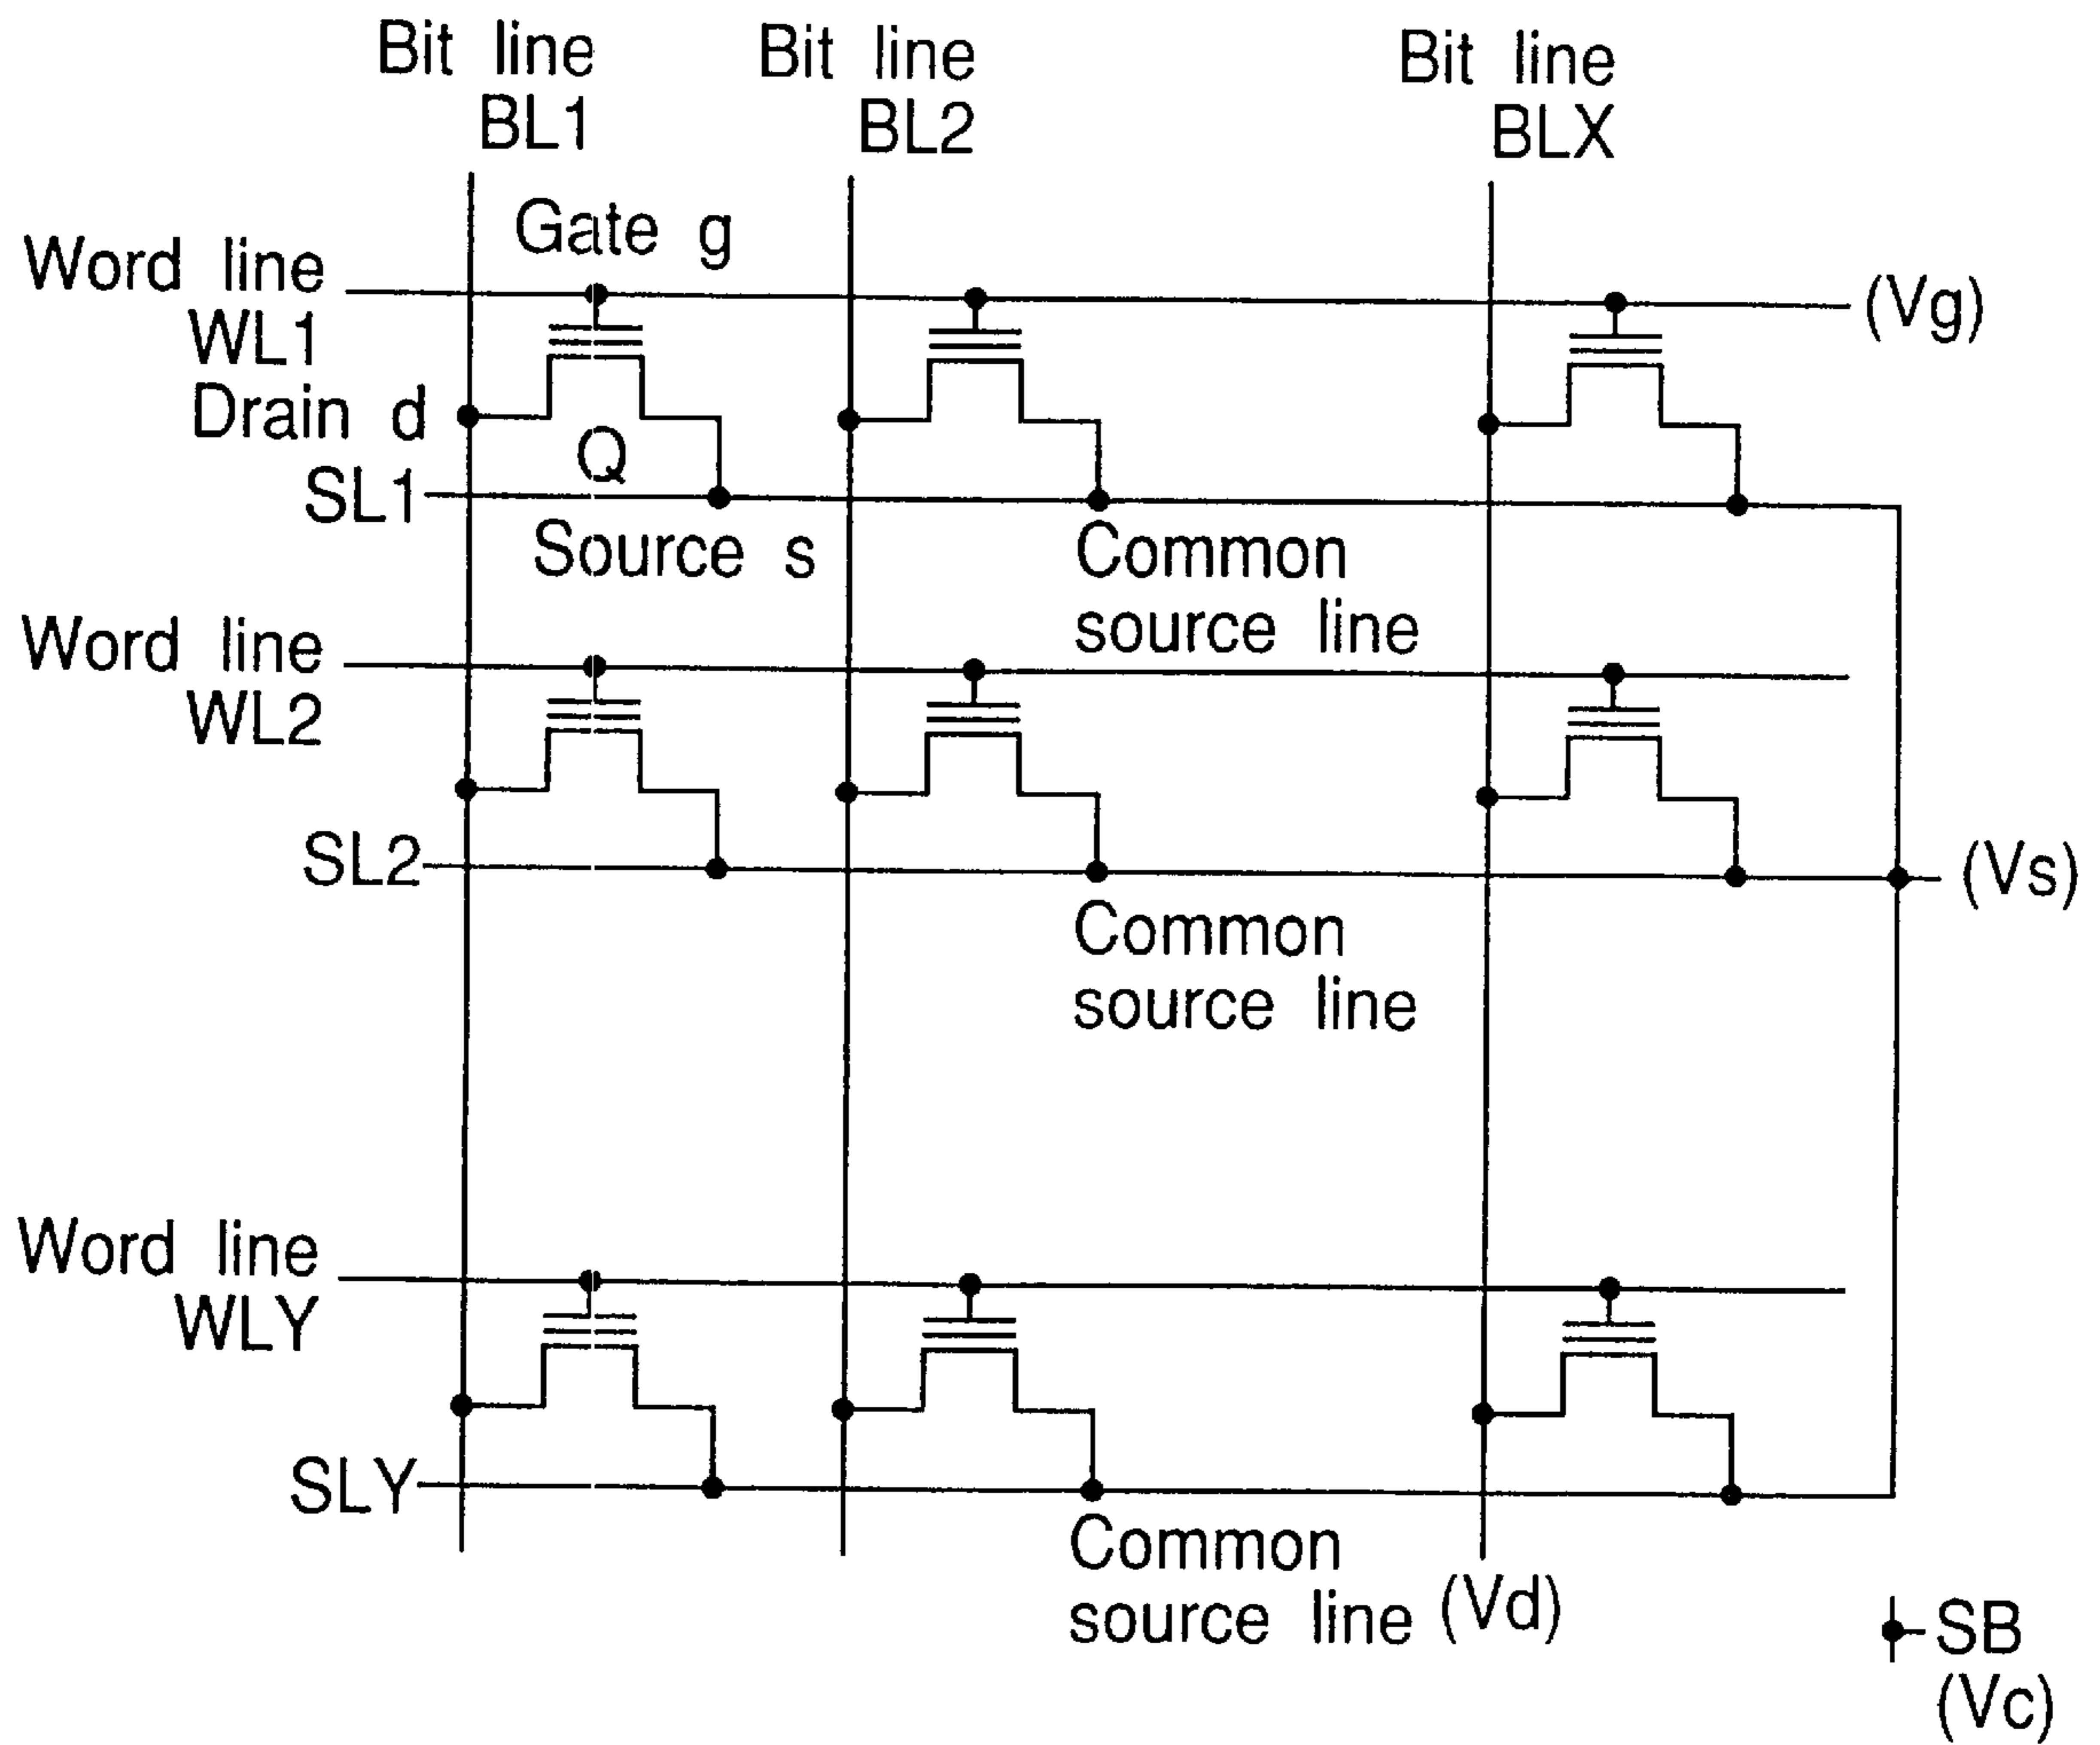 Bit line
BL1
Bit line
BL2
Bit line
BLX
Gate g
Word line
WL1
(Vg)
Drain d
Q
SL1
Source s
Common
source line
Word line
WL2
SL2
(Vs)
Common
source line
Word line
WLY
SLY
Common
source line
(Vd)
SB
(Vc)